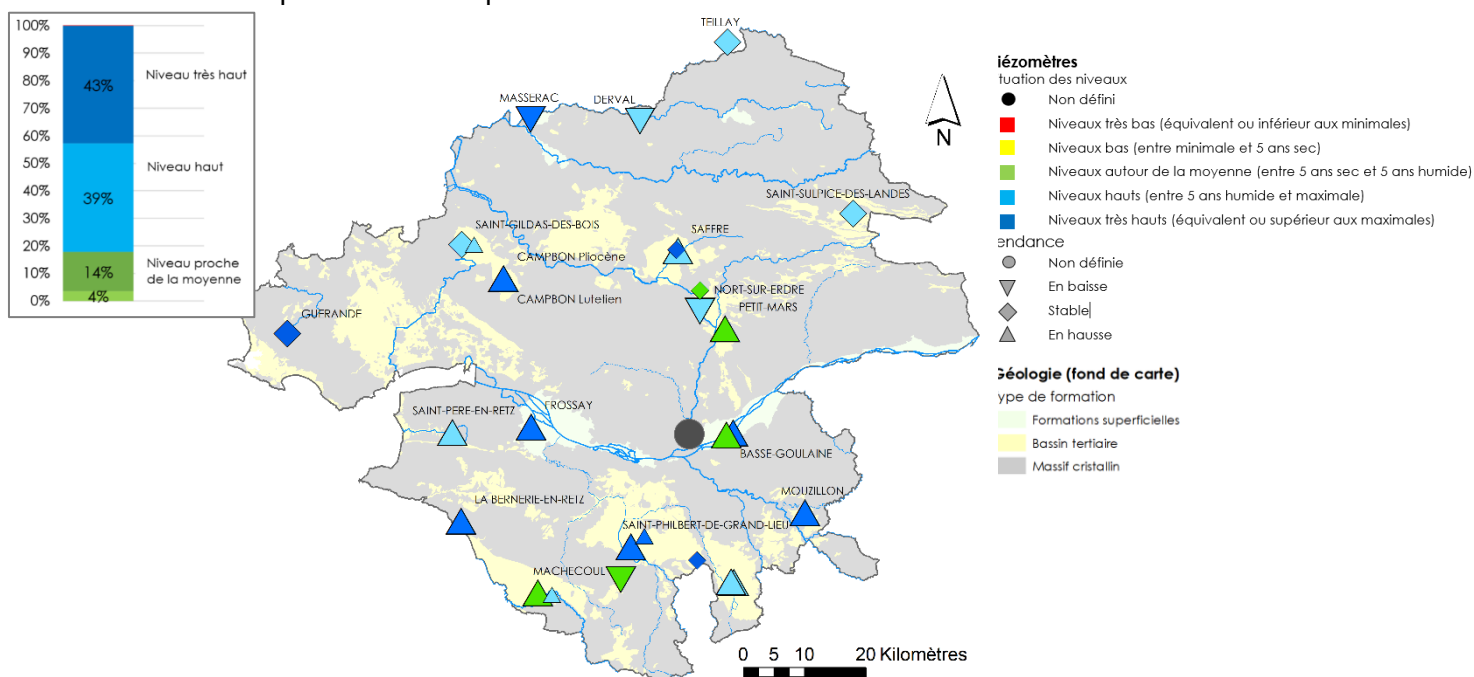 100%
90%
80%
70%
60%
50%
40%
30%
20%
10%
0%
43%
39%
14%
4%
Niveau très haut
Niveau haut
Niveau proche
de la moyenne
TEILLAY
MASSERAC
DERVAL
SAINT-SULPICE-DES-LANDES
SAINT-GILDAS-DES-BOIS
SAFFRE
CAMPBON Pliocène
CAMPBON Lutetien
NORT-SUR-ERDRE
PETIT-MARS
GUERANDE
SAINT-PERE-EN-RETZ
FROSSAY
BASSE-GOULAINE
MOUZILLON
LA BERNERIE-EN-RETZ
SAINT-PHILBERT-DE-GRAND-LIEU
MACHECOUL
N
0 5 10 20 Kilomètres
iézomètres
tuation des niveaux
Non défini
Niveaux très bas (équivalent ou inférieur aux minimales)
Niveaux bas (entre minimale et 5 ans sec)
Niveaux autour de la moyenne (entre 5 ans sec et 5 ans humide)
Niveaux hauts (entre 5 ans humide et maximale)
Niveaux très hauts (équivalent ou supérieur aux maximales)
endance
Non définie
En baisse
Stable
En hausse
Géologie (fond de carte)
ype de formation
Formations superficielles
Bassin tertiaire
Massif cristallin